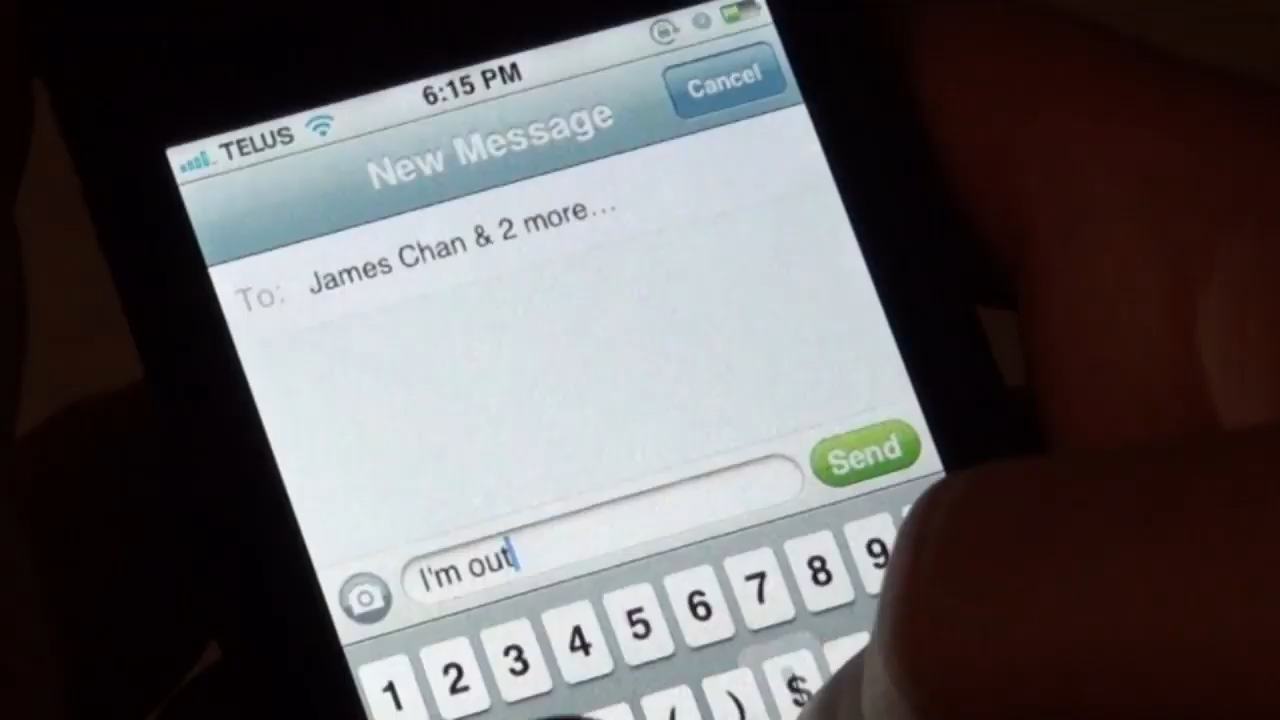 TELUS 6:15 PM
New Message Cancel
To: James Chan & 2 more...
I'm out Send
1 2 3 4 5 6 7 8 9
( ) $